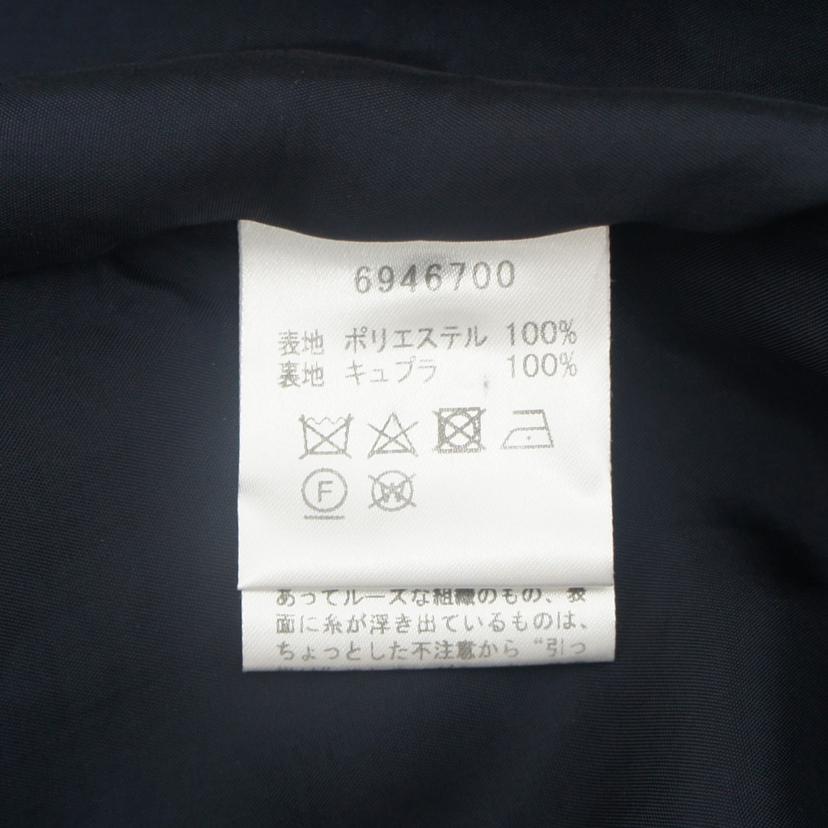 6946700
表地 ポリエステル 100%
裏地 キュプラ 100%
F W
あってルーズな組織のもの、表
面に糸が浮き出ているものは、
ちょっとした不注意から“引っ